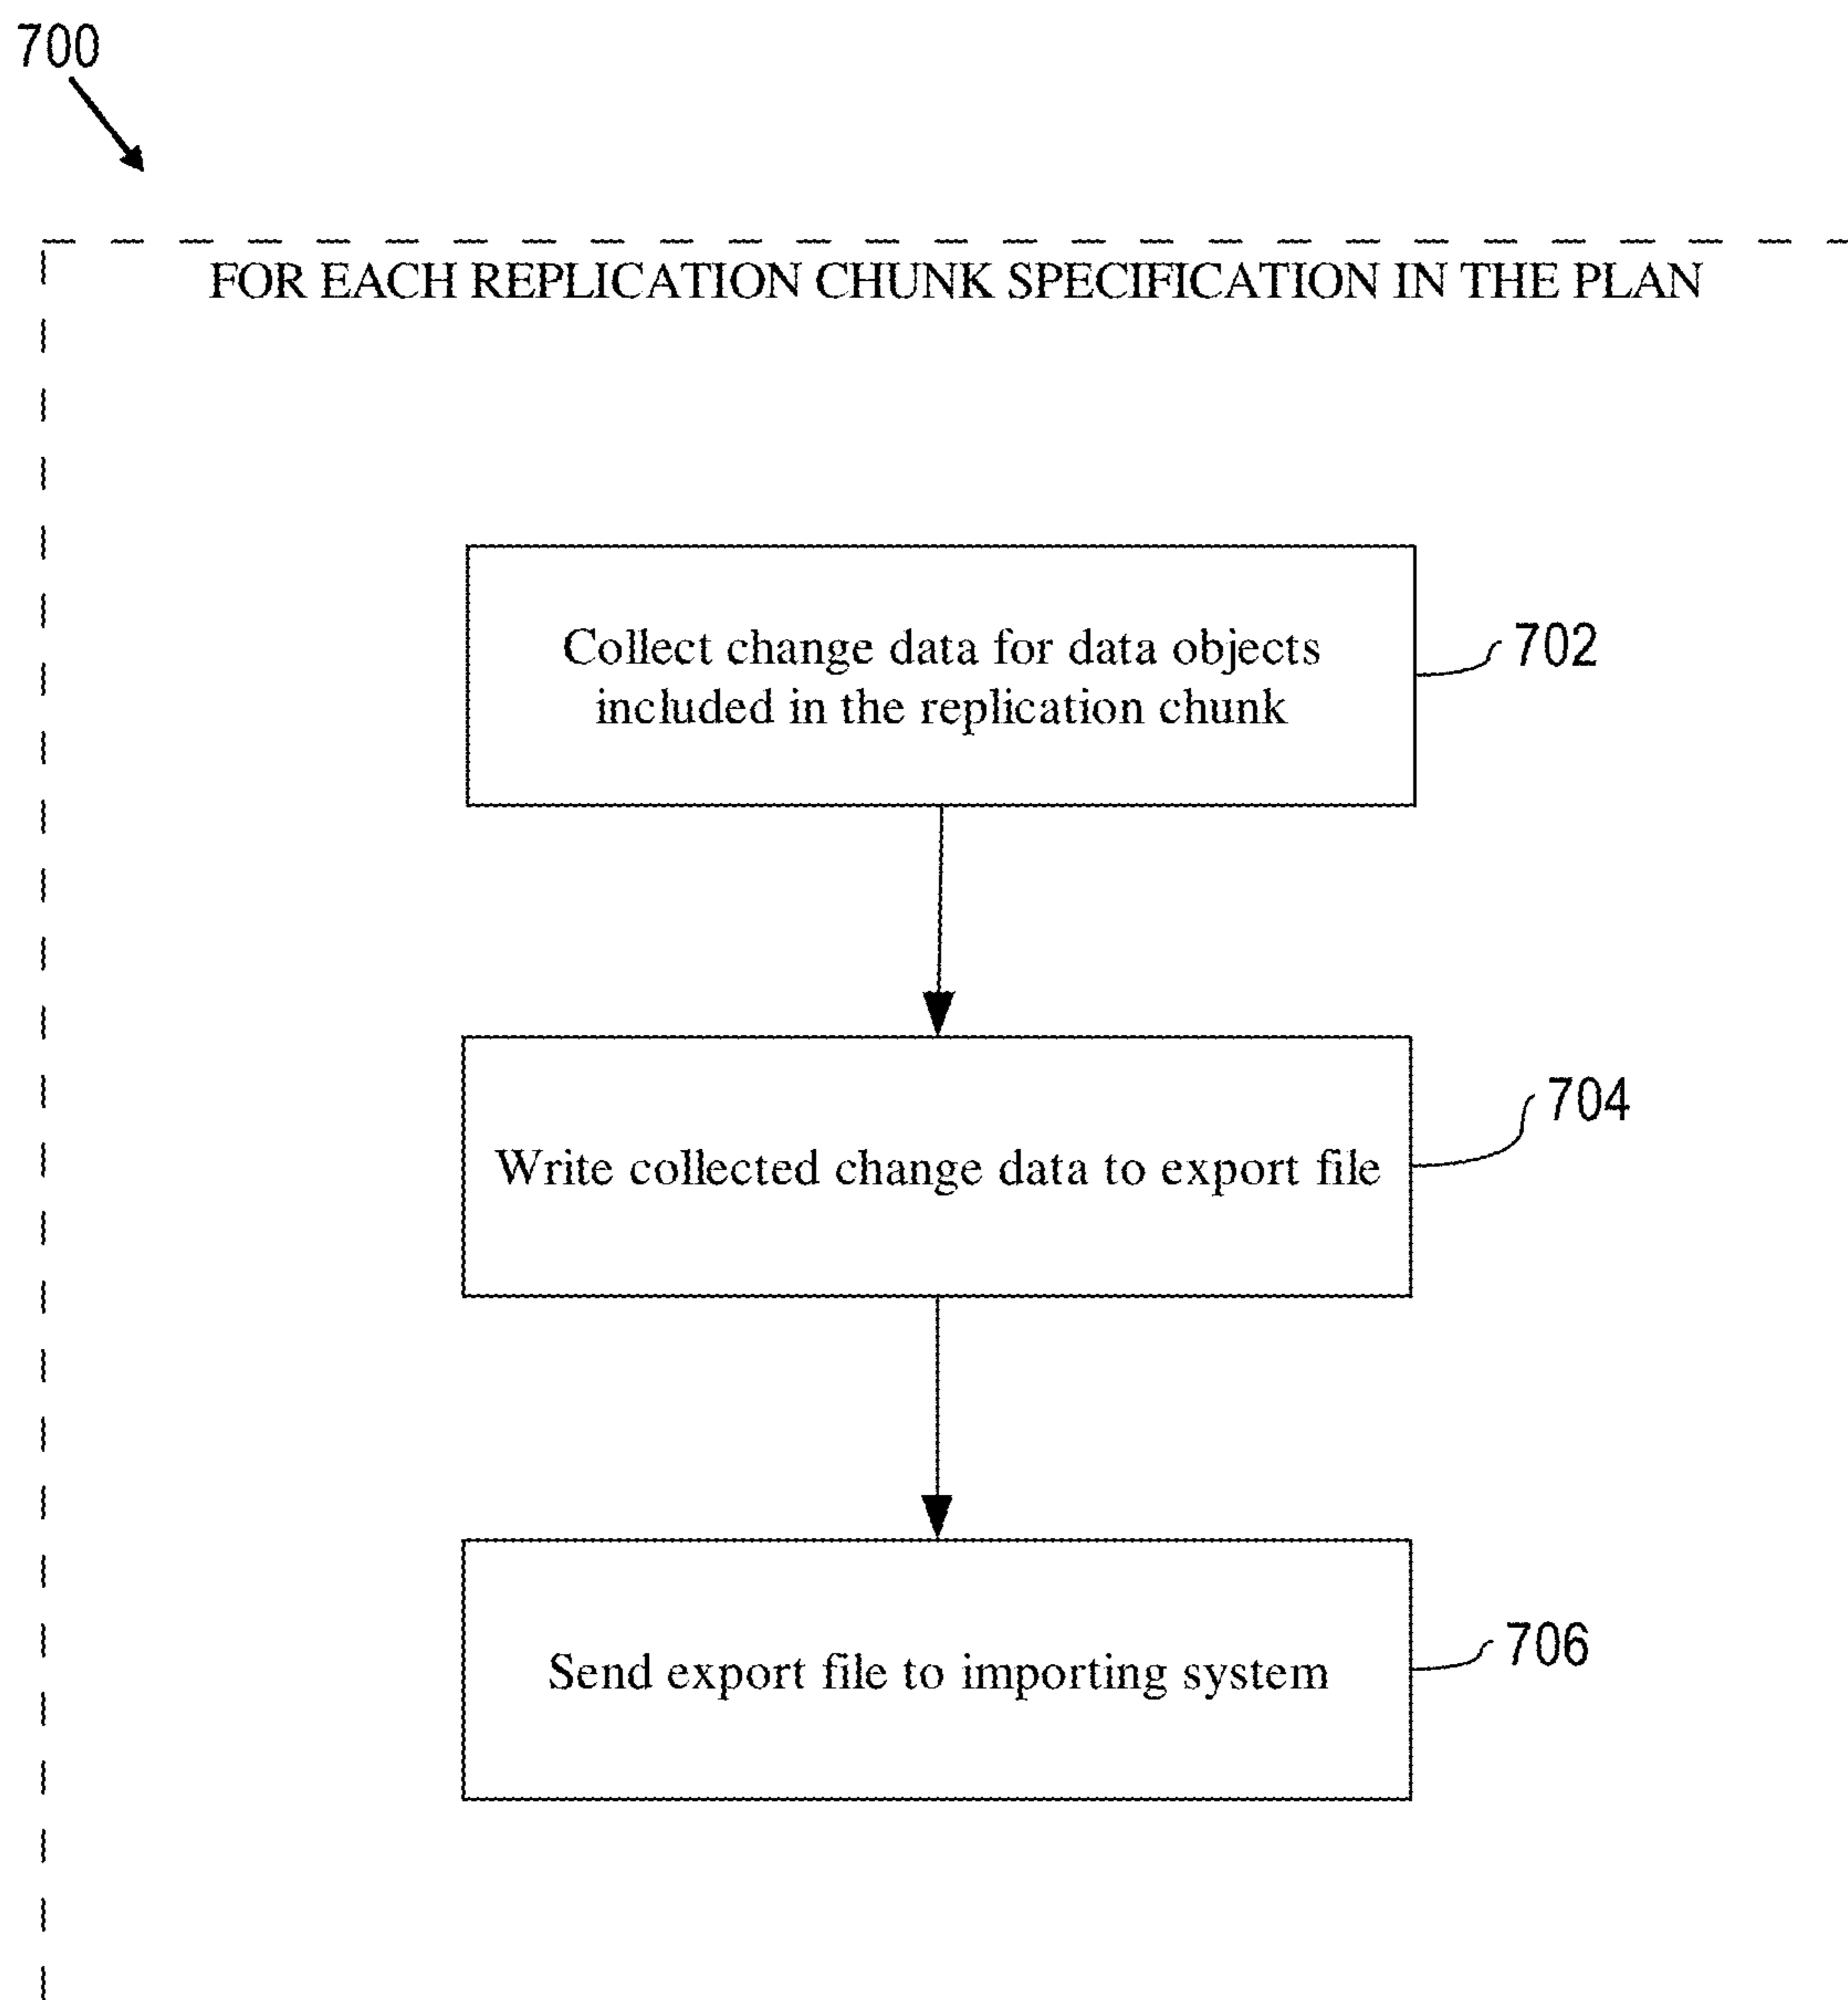 700
FOR EACH REPLICATION CHUNK SPECIFICATION IN THE PLAN
Collect change data for data objects
included in the replication chunk
702
Write collected change data to export file
704
Send export file to importing system
706